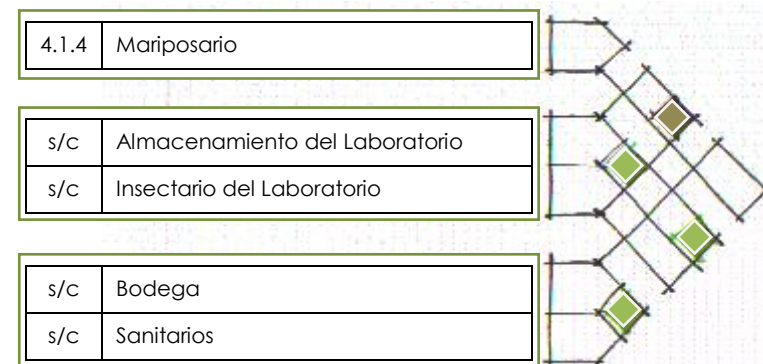 4.1.4 Mariposario
s/c Almacenamiento del Laboratorio
s/c Insectario del Laboratorio
s/c Bodega
s/c Sanitarios